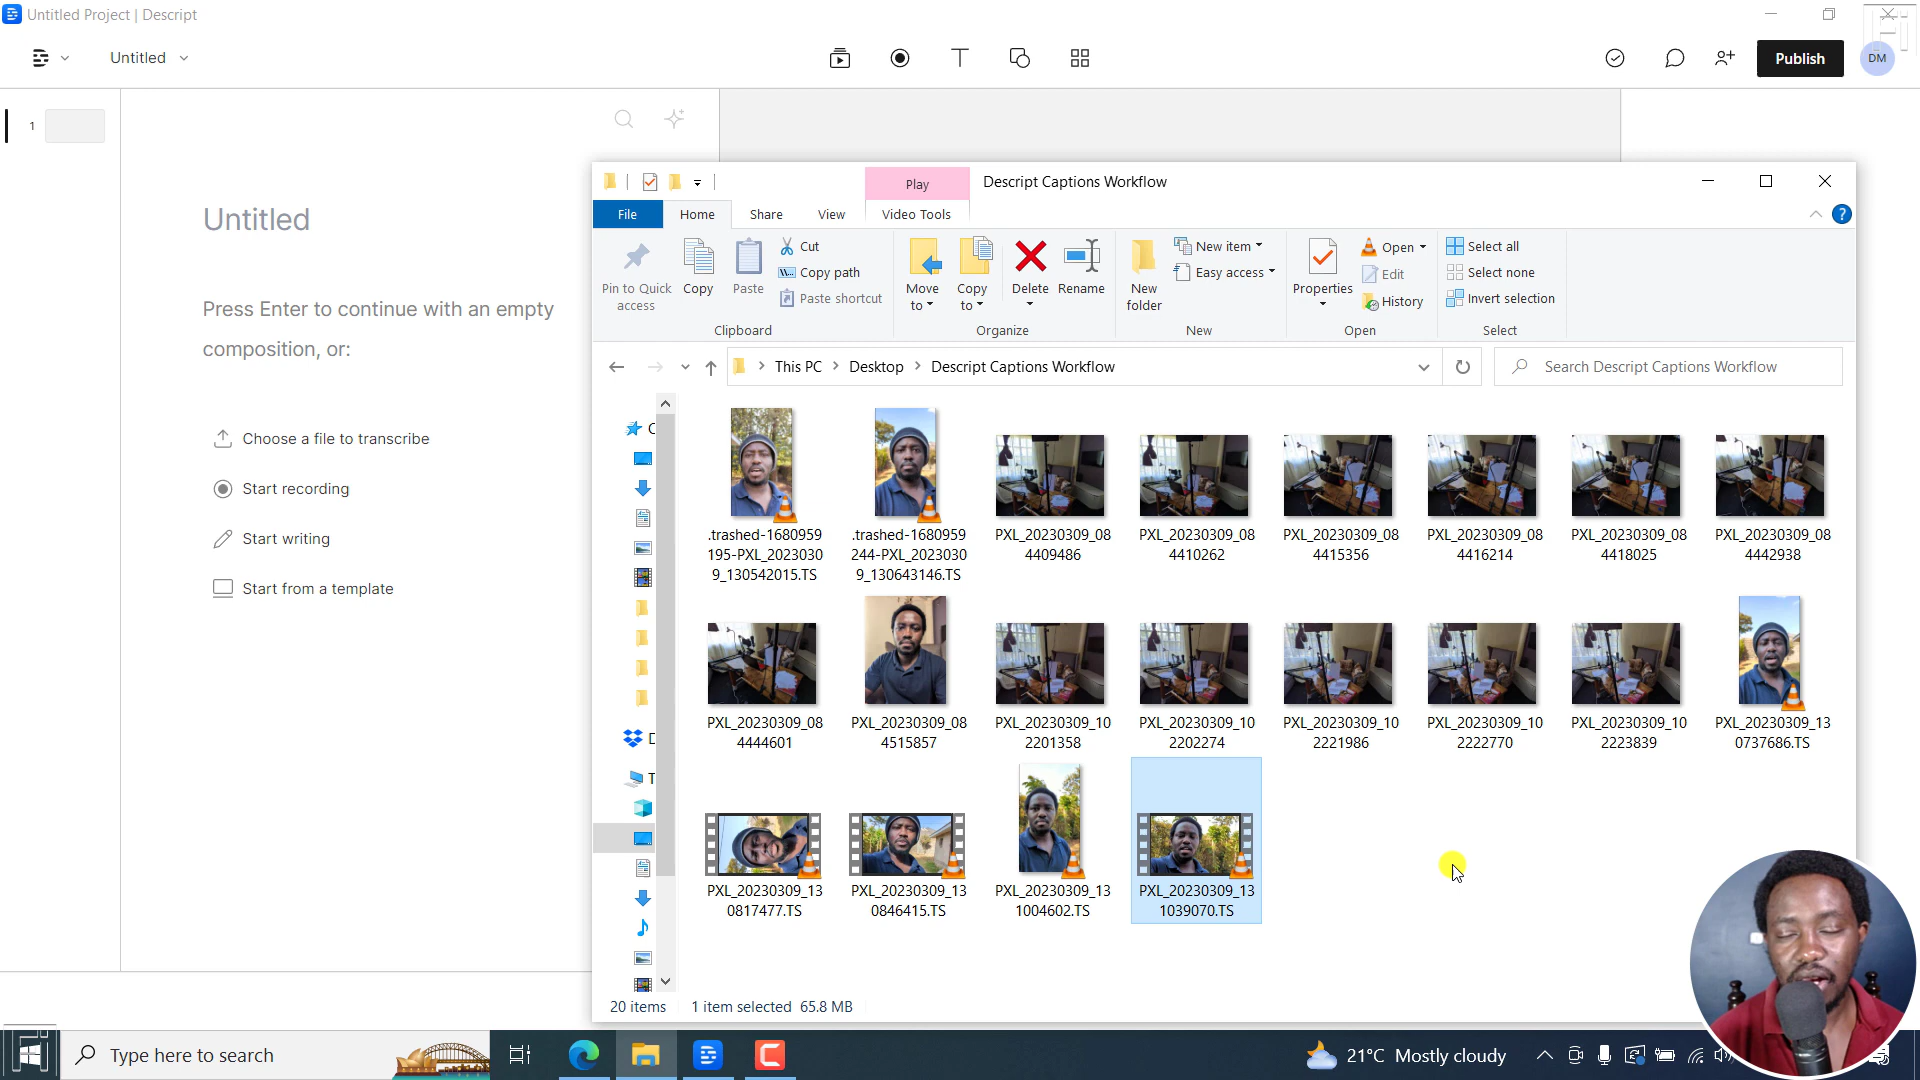 Untitled Project | Descript
Untitled
Publish
DM
1
Untitled
Press Enter to continue with an empty
composition, or:
Choose a file to transcribe
Start recording
Start writing
Start from a template
Play
Descript Captions Workflow
File
Home
Share
View
Video Tools
Pin to Quick
access
Copy
Paste
Cut
Copy path
Paste shortcut
Clipboard
Move
to
Copy
to
Delete
Rename
Organize
New
folder
New item
Easy access
New
Properties
Open
Edit
History
Open
Select all
Select none
Invert selection
Select
This PC
Desktop
Descript Captions Workflow
Search Descript Captions Workflow
.trashed-1680959
195-PXL_2023030
9_130542015.TS
.trashed-1680959
244-PXL_2023030
9_130643146.TS
PXL_20230309_08
4409486
PXL_20230309_08
4410262
PXL_20230309_08
4415356
PXL_20230309_08
4416214
PXL_20230309_08
4418025
PXL_20230309_08
4442938
PXL_20230309_08
4444601
PXL_20230309_08
4515857
PXL_20230309_10
2201358
PXL_20230309_10
2202274
PXL_20230309_10
2221986
PXL_20230309_10
2222770
PXL_20230309_10
2223839
PXL_20230309_13
0737686.TS
PXL_20230309_13
0817477.TS
PXL_20230309_13
0846415.TS
PXL_20230309_13
1004602.TS
PXL_20230309_13
1039070.TS
20 items
1 item selected 65.8 MB
Type here to search
21°C Mostly cloudy